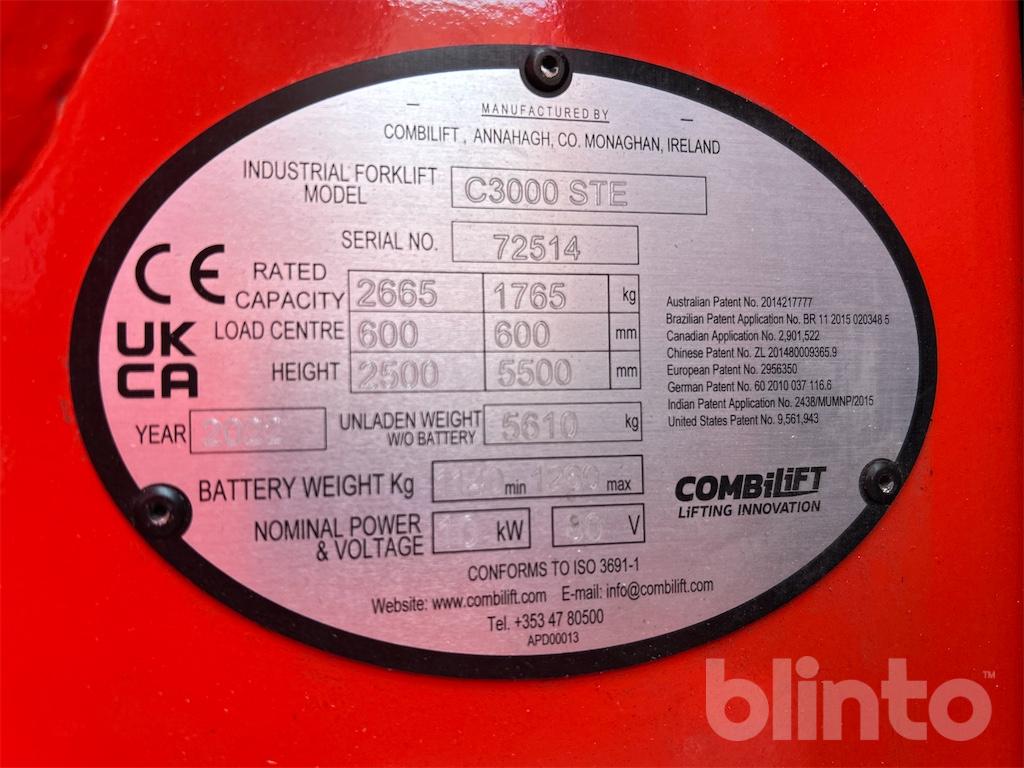 MANUFACTURED BY
COMBILIFT , ANNAHAGH, CO. MONAGHAN, IRELAND
INDUSTRIAL FORKLIFT MODEL C3000 STE
SERIAL NO. 72514
CE
UK
CA
RATED CAPACITY 2665 1765 kg
LOAD CENTRE 600 600 mm
HEIGHT 2500 5500 mm
YEAR
UNLADEN WEIGHT W/O BATTERY 5610 kg
BATTERY WEIGHT Kg min max
NOMINAL POWER & VOLTAGE kW 80 V
Australian Patent No. 2014217777
Brazilian Patent Application No. BR 11 2015 020348 5
Canadian Application No. 2,901,522
Chinese Patent No. ZL 201480009365.9
European Patent No. 2956350
German Patent No. 60 2010 037 116.6
Indian Patent Application No. 2438/MUMNP/2015
United States Patent No. 9,561,943
COMBiLiFT
LiFTING INNOVATION
CONFORMS TO ISO 3691-1
Website: www.combilift.com E-mail: info@combilift.com
Tel. +353 47 80500
APD00013
blinto™